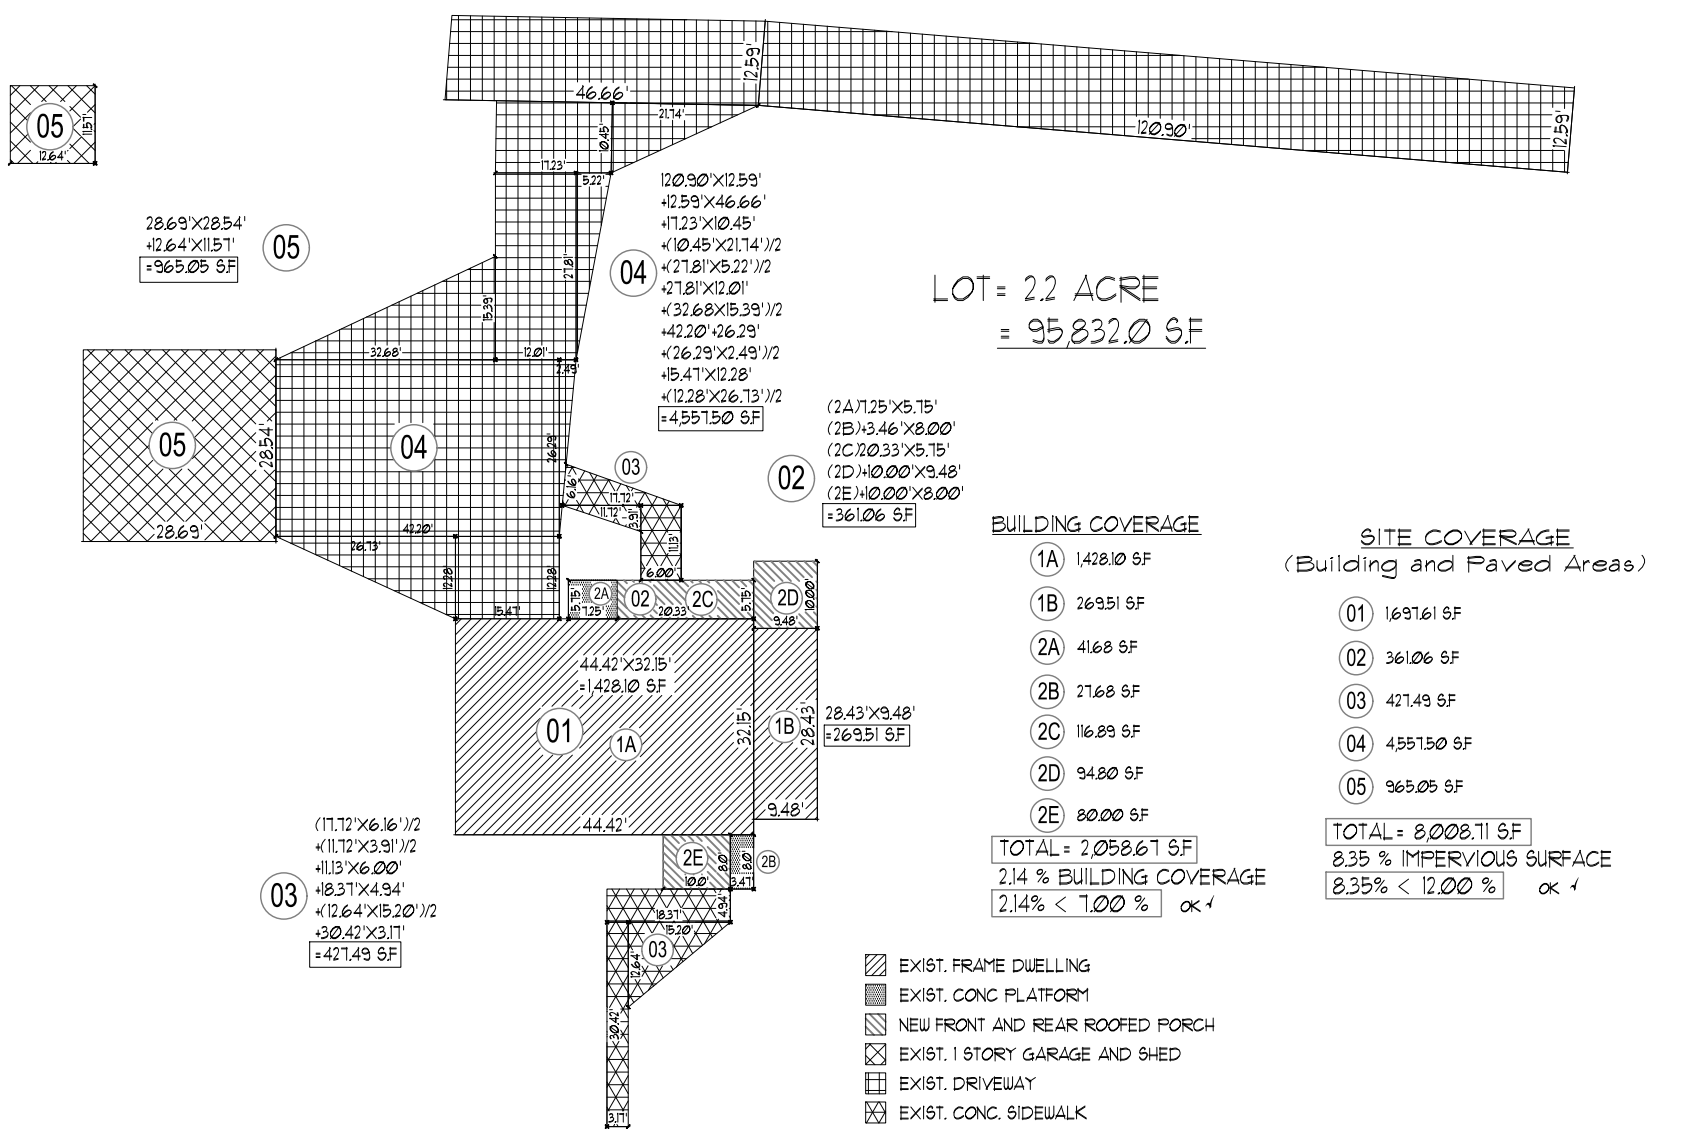 46.66'
12.59'
120.90'
12.59'
05
11.57'
12.64'
10.45'
21.74'
17.23'
5.22'
28.69'X28.54'
+12.64'X11.57'
=965.05 S.F
05
120.90'X12.59'
+12.59'X46.66'
+17.23'X10.45'
+(10.45'X21.74')/2
+(27.81'X5.22')/2
+27.81'X12.01'
+(32.68X15.39')/2
+42.20'+26.29'
+(26.29'X2.49')/2
+15.47'X12.28'
+(12.28'X26.73')/2
=4,557.50 S.F
04
27.81'
15.39'
32.68'
12.01'
2.49'
LOT= 2.2 ACRE
= 95,832.0 S.F
05
28.54'
28.69'
04
26.29'
42.20'
26.73'
12.28'
12.28'
15.47'
03
6.16'
17.72'
11.72'
3.91'
11.13'
6.00'
02
(2A)7.25'X5.75'
(2B)+3.46'X8.00'
(2C)20.33'X5.75'
(2D)+10.00'X9.48'
(2E)+10.00'X8.00'
=361.06 S.F
2A
5.75'
7.25'
02
20.33'
2C
5.75'
2D
10.00'
9.48'
44.42'X32.15'
=1,428.10 S.F
01
1A
32.15'
44.42'
1B
28.43'
9.48'
28.43'X9.48'
=269.51 S.F
2E
8.0'
10.0'
8.0'
3.47'
2B
(17.72'X6.16')/2
+(11.72'X3.91')/2
+11.13'X6.00'
+18.37'X4.94'
+(12.64'X15.20')/2
+30.42'X3.17'
=427.49 S.F
03
18.37'
4.94'
15.20'
03
12.64'
30.42'
3.17'
BUILDING COVERAGE
1A 1,428.10 S.F
1B 269.51 S.F
2A 41.68 S.F
2B 27.68 S.F
2C 116.89 S.F
2D 94.80 S.F
2E 80.00 S.F
TOTAL= 2,058.67 S.F
2.14 % BUILDING COVERAGE
2.14% < 7.00 % OK √
SITE COVERAGE
(Building and Paved Areas)
01 1,697.61 S.F
02 361.06 S.F
03 427.49 S.F
04 4,557.50 S.F
05 965.05 S.F
TOTAL= 8,008.71 S.F
8.35 % IMPERVIOUS SURFACE
8.35% < 12.00 % OK √
EXIST. FRAME DWELLING
EXIST. CONC PLATFORM
NEW FRONT AND REAR ROOFED PORCH
EXIST. 1 STORY GARAGE AND SHED
EXIST. DRIVEWAY
EXIST. CONC. SIDEWALK